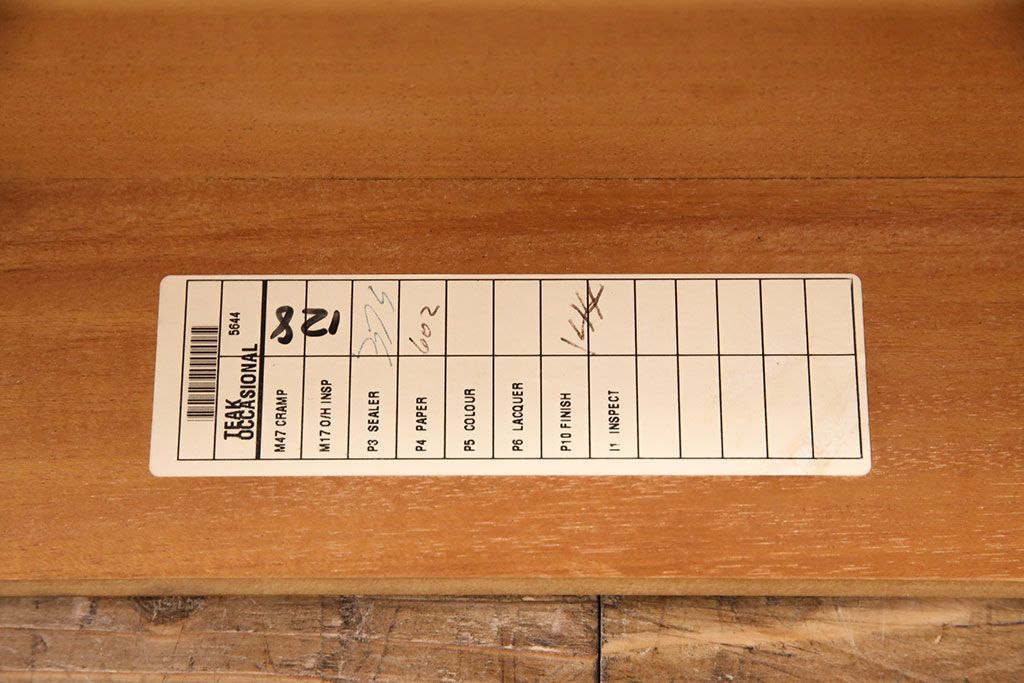 TEAK 5644
OCCASIONAL
M47 CRAMP
M17 O/H INSP
P3 SEALER
P4 PAPER 602
P5 COLOUR
P6 LACQUER
P10 FINISH
I1 INSPECT